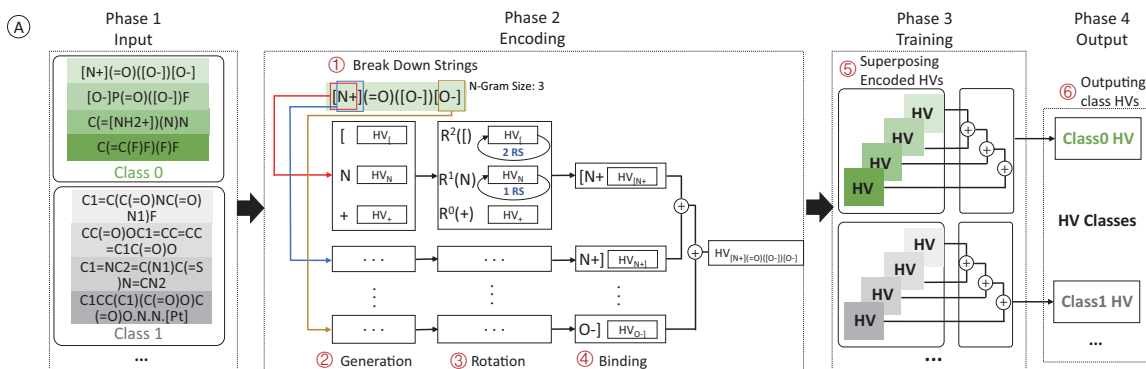 A
Phase 1
Input
[N+](=O)([O-])[O-]
[O-]P(=O)([O-])F
C(=[NH2+])(N)N
C(=C(F)F)(F)F
Class 0
C1=C(C(=O)NC(=O)
N1)F
CC(=O)OC1=CC=CC
=C1C(=O)O
C1=NC2=C(N1)C(=S
)N=CN2
C1CC(C1)(C(=O)O)C
(=O)O.N.N.[Pt]
Class 1
...
Phase 2
Encoding
① Break Down Strings
[N+](=O)([O-])[O-]
N-Gram Size: 3
[ HV[
N HVN
+ HV+
R²([) HV[
2 RS
R¹(N) HVN
1 RS
R⁰(+) HV+
[N+ HV[N+
. . .
. . .
N+] HVN+]
HV[N+](=O)([O-])[O-]
. . .
. . .
O-] HVO-]
② Generation
③ Rotation
④ Binding
Phase 3
Training
⑤ Superposing
Encoded HVs
HV
HV
HV
HV
HV
HV
HV
HV
...
Phase 4
Output
⑥ Outputing
class HVs
Class0 HV
HV Classes
Class1 HV
...